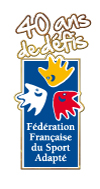 40 ans
de défis
Fédération
Française
du Sport
Adapté